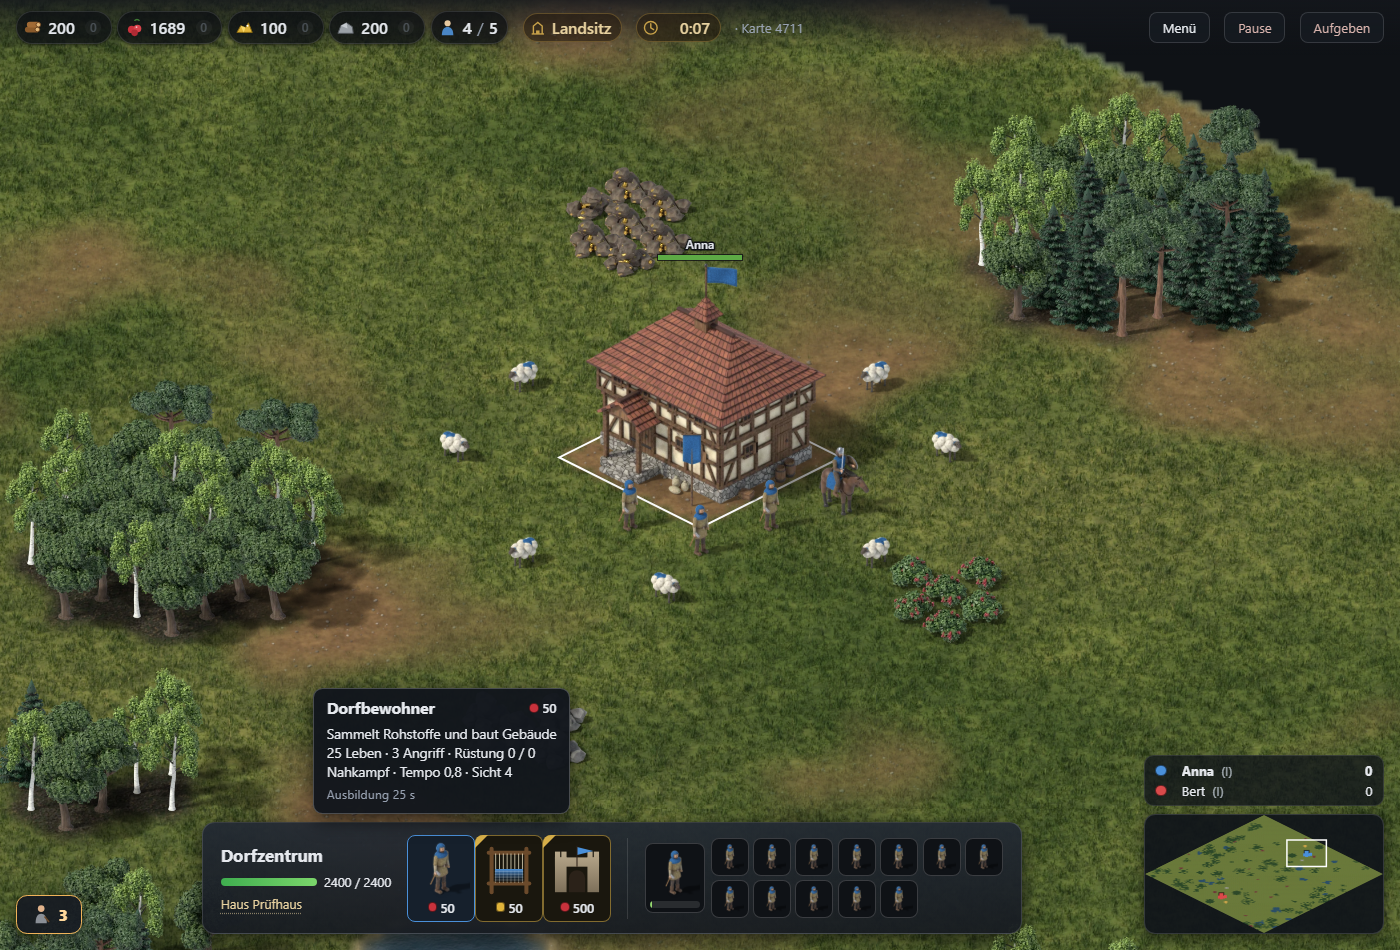 200 0
1689 0
100 0
200 0
4 / 5
Landsitz
0:07
· Karte 4711
Menü
Pause
Aufgeben
Anna
Dorfbewohner
50
Sammelt Rohstoffe und baut Gebäude
25 Leben · 3 Angriff · Rüstung 0 / 0
Nahkampf · Tempo 0,8 · Sicht 4
Ausbildung 25 s
Anna (I) 0
Bert (I) 0
Dorfzentrum
2400 / 2400
Haus Prüfhaus
50
50
500
3